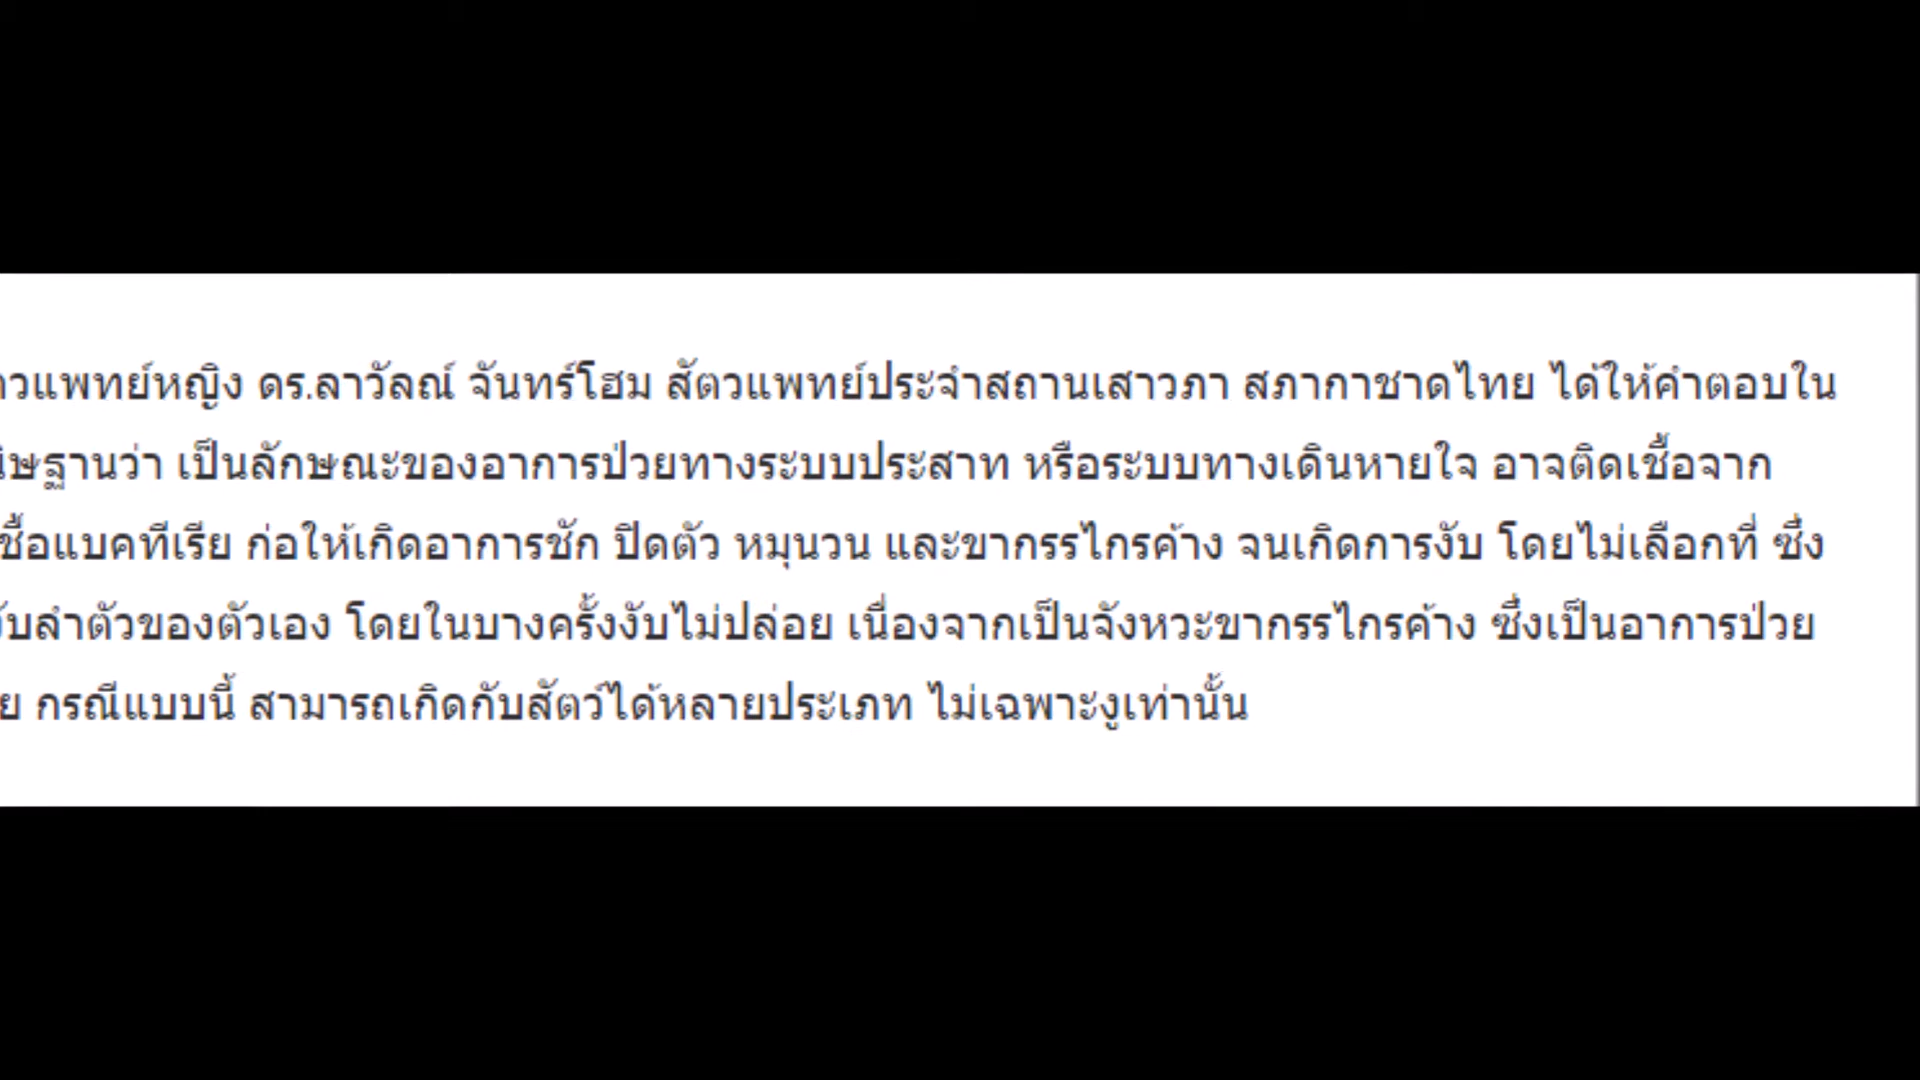 วแพทย์หญิง ดร.ลาวัลณ์ จันทร์โฮม สัตวแพทย์ประจำสถานเสาวภา สภากาชาดไทย ได้ให้คำตอบใน
ษฐานว่า เป็นลักษณะของอาการป่วยทางระบบประสาท หรือระบบทางเดินหายใจ อาจติดเชื้อจาก
ชื้อแบคทีเรีย ก่อให้เกิดอาการชัก ปิดตัว หมุนวน และขากรรไกรค้าง จนเกิดการงับ โดยไม่เลือกที่ ซึ่ง
ับลำตัวของตัวเอง โดยในบางครั้งงับไม่ปล่อย เนื่องจากเป็นจังหวะขากรรไกรค้าง ซึ่งเป็นอาการป่วย
ย กรณีแบบนี้ สามารถเกิดกับสัตว์ได้หลายประเภท ไม่เฉพาะงูเท่านั้น